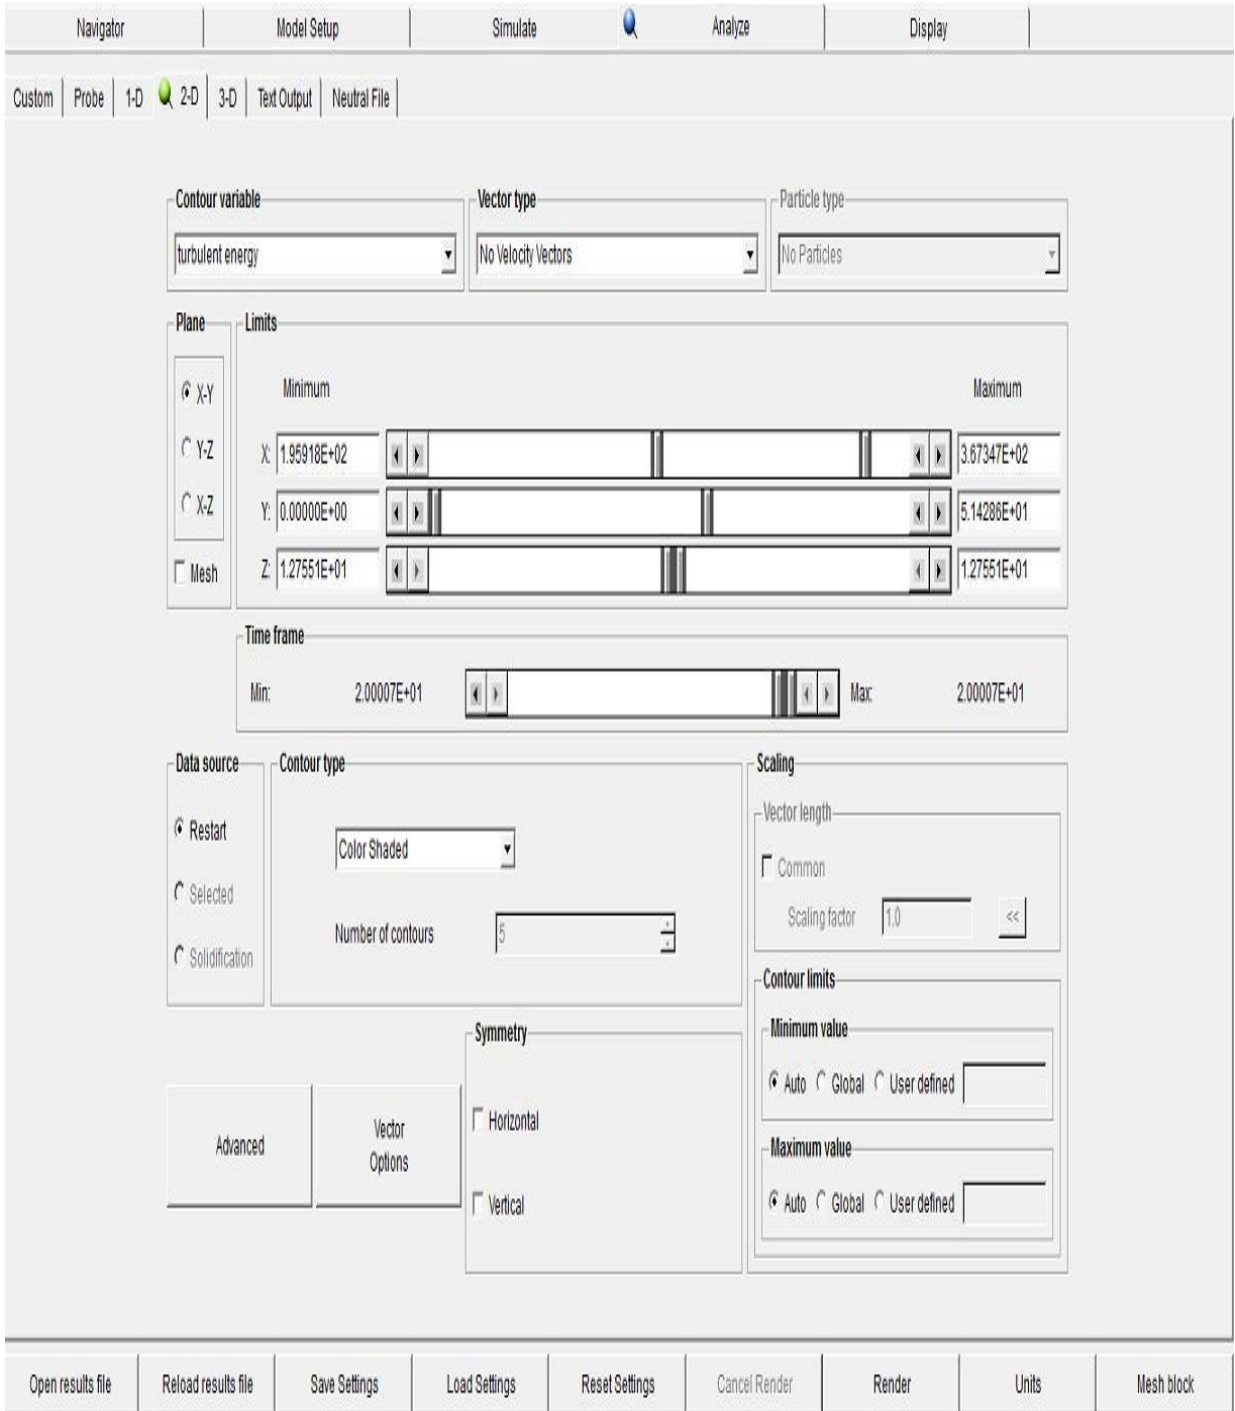 Navigator Model Setup Simulate Analyze Display
Custom Probe 1-D 2-D 3-D Text Output Neutral File
Contour variable Vector type Particle type
turbulent energy No Velocity Vectors No Particles
Plane Limits
Minimum Maximum
X-Y
Y-Z
X-Z
Mesh
X: 1.95918E+02 3.67347E+02
Y: 0.00000E+00 5.14286E+01
Z: 1.27551E+01 1.27551E+01
Time frame
Min: 2.00007E+01 Max: 2.00007E+01
Data source Contour type Scaling
Restart
Selected
Solidification
Color Shaded
Number of contours 5
Vector length
Common
Scaling factor 1.0 <<
Contour limits
Minimum value
Auto Global User defined
Maximum value
Auto Global User defined
Advanced
Vector
Options
Symmetry
Horizontal
Vertical
Open results file Reload results file Save Settings Load Settings Reset Settings Cancel Render Render Units Mesh block